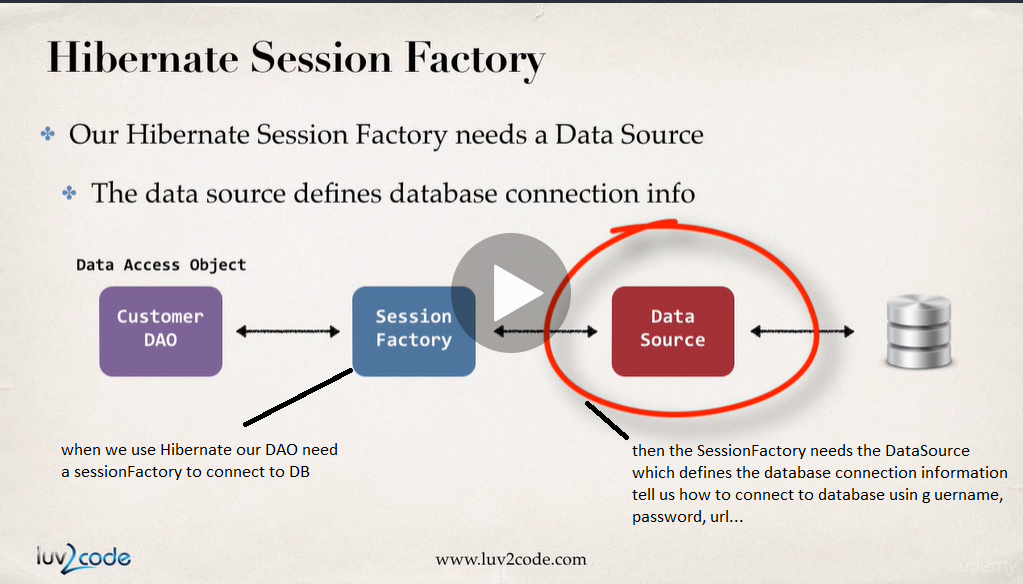 Hibernate Session Factory
Our Hibernate Session Factory needs a Data Source
The data source defines database connection info
Data Access Object
Customer
DAO
Session
Factory
Data
Source
when we use Hibernate our DAO need
a sessionFactory to connect to DB
then the SessionFactory needs the DataSource
which defines the database connection information
tell us how to connect to database usin g uername,
password, url...
luv2code
www.luv2code.com
udemy